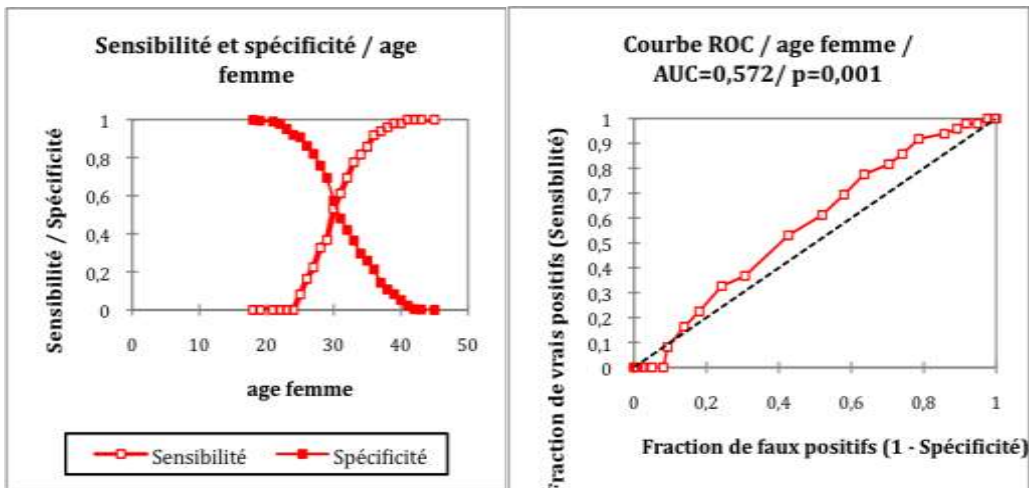 Sensibilité et spécificité / age
femme
Sensibilité / Spécificité
1
0,8
0,6
0,4
0,2
0
0 10 20 30 40 50
age femme
Sensibilité Spécificité
Courbe ROC / age femme /
AUC=0,572/ p=0,001
Fraction de vrais positifs (Sensibilité)
1
0,9
0,8
0,7
0,6
0,5
0,4
0,3
0,2
0,1
0
0 0,2 0,4 0,6 0,8 1
Fraction de faux positifs (1 - Spécificité)